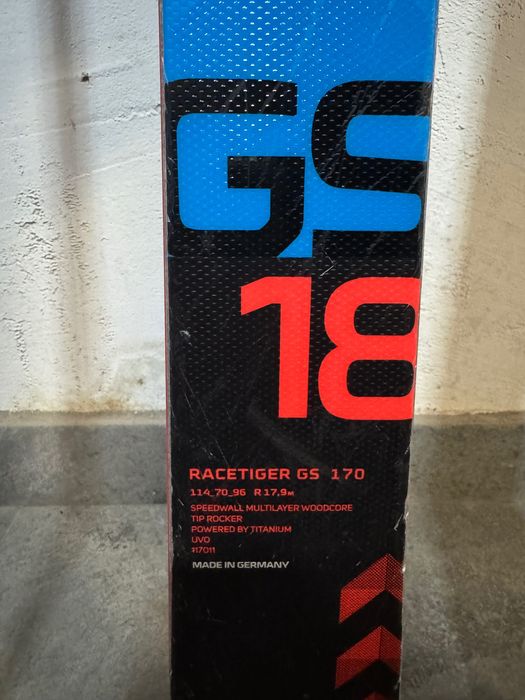 GS
18
RACETIGER GS 170
114_70_96 R 17,9M
SPEEDWALL MULTILAYER WOODCORE
TIP ROCKER
POWERED BY TITANIUM
UVO
#17011
MADE IN GERMANY